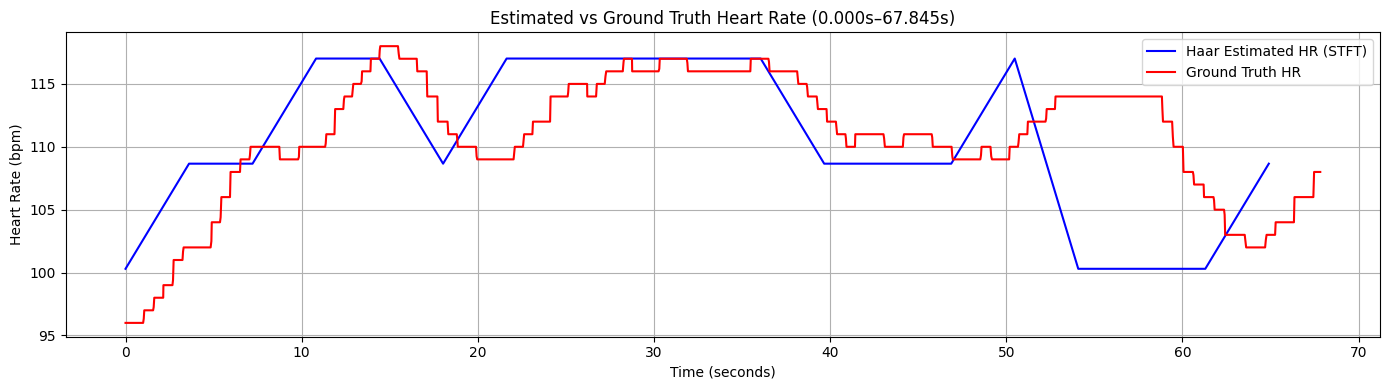 Estimated vs Ground Truth Heart Rate (0.000s–67.845s)
Haar Estimated HR (STFT)
Ground Truth HR
Heart Rate (bpm)
115
110
105
100
95
0 10 20 30 40 50 60 70
Time (seconds)